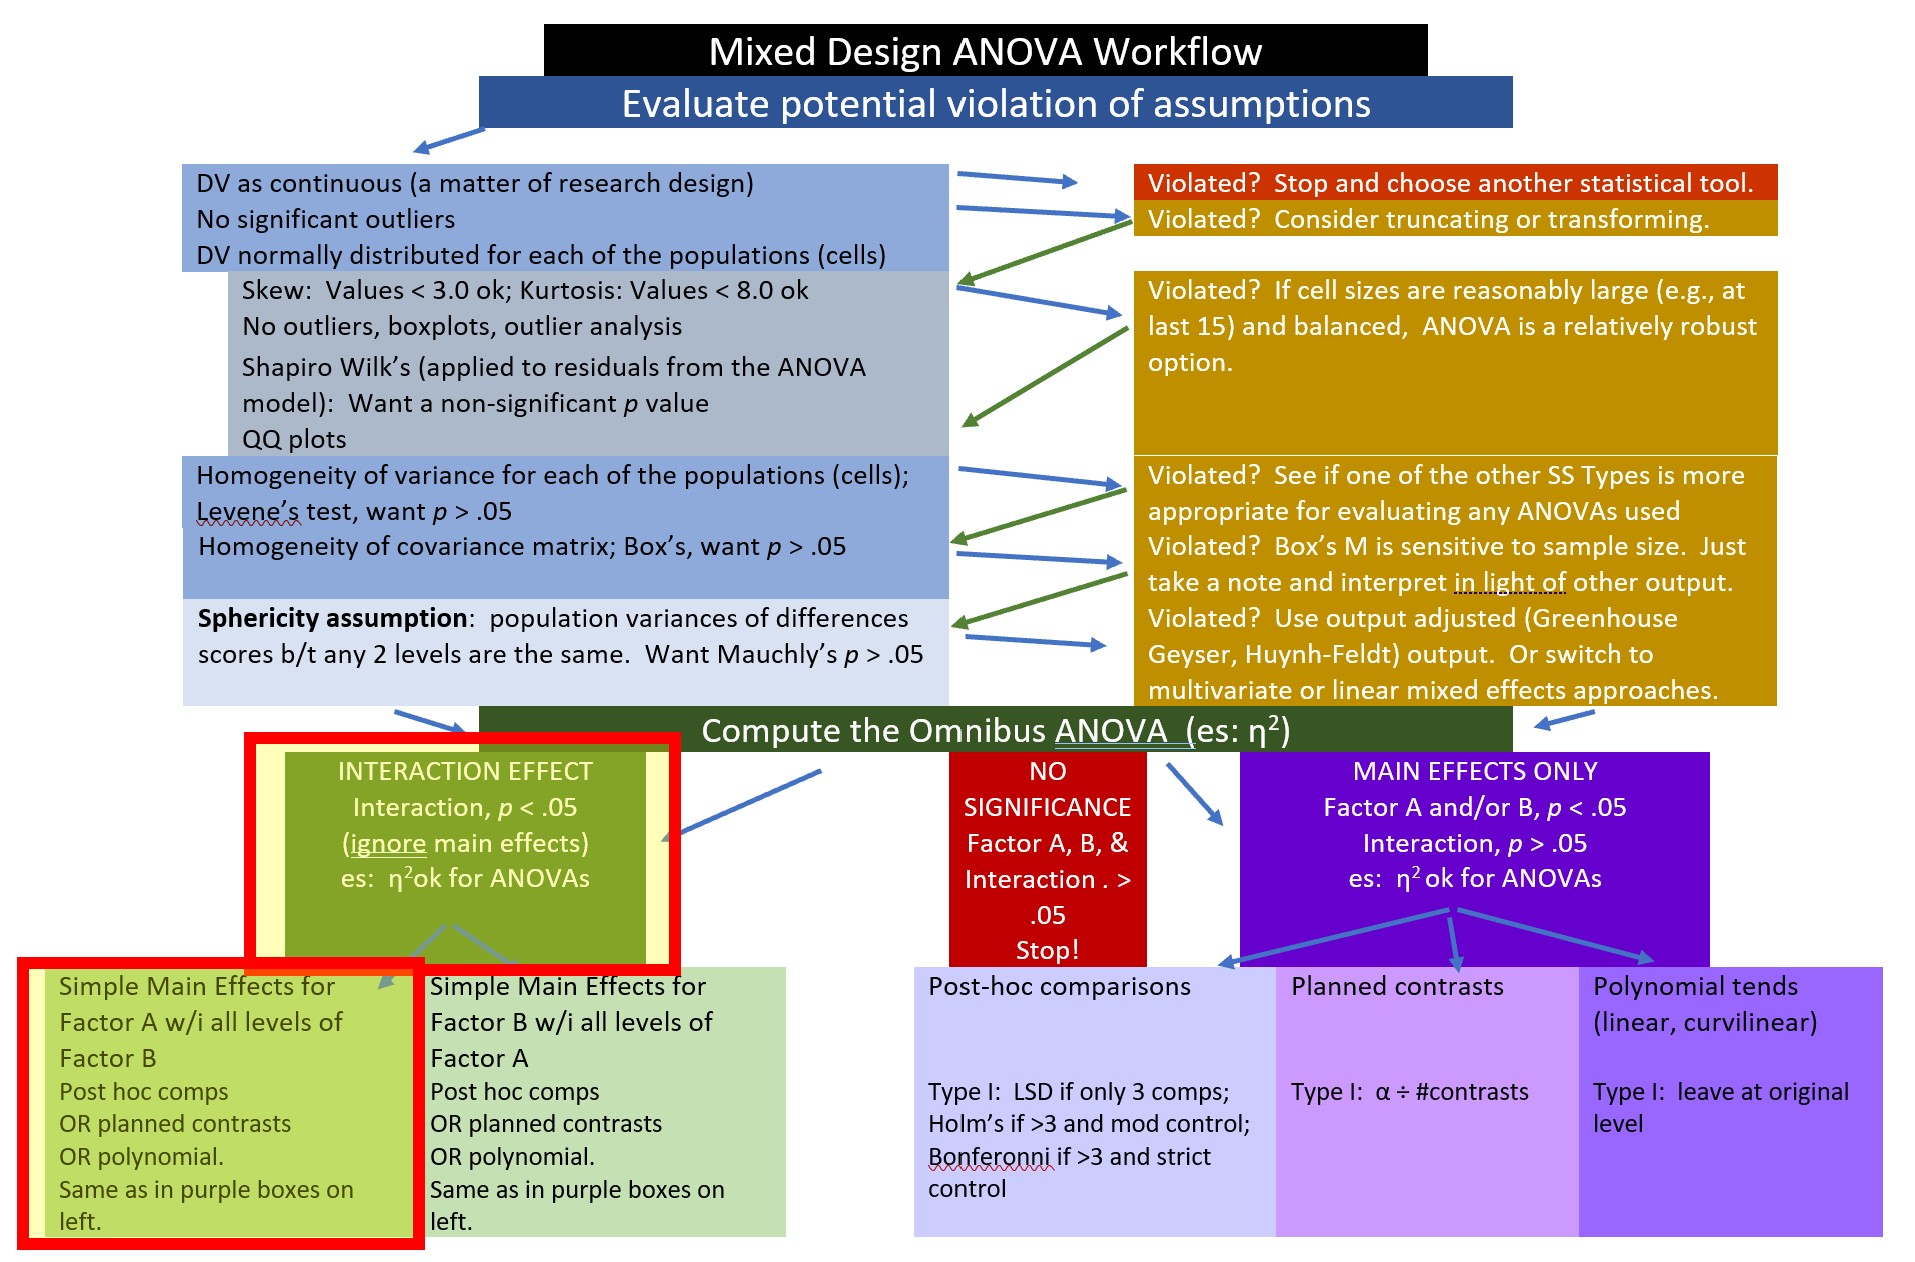 Mixed Design ANOVA Workflow
Evaluate potential violation of assumptions
DV as continuous (a matter of research design)
No significant outliers
DV normally distributed for each of the populations (cells)
Skew:  Values < 3.0 ok; Kurtosis: Values < 8.0 ok
No outliers, boxplots, outlier analysis
Shapiro Wilk’s (applied to residuals from the ANOVA
model):  Want a non-significant p value
QQ plots
Homogeneity of variance for each of the populations (cells);
Levene’s test, want p > .05
Homogeneity of covariance matrix; Box’s, want p > .05
Sphericity assumption:  population variances of differences
scores b/t any 2 levels are the same.  Want Mauchly’s p > .05
Violated?  Stop and choose another statistical tool.
Violated?  Consider truncating or transforming.
Violated?  If cell sizes are reasonably large (e.g., at
last 15) and balanced,  ANOVA is a relatively robust
option.
Violated?  See if one of the other SS Types is more
appropriate for evaluating any ANOVAs used
Violated?  Box’s M is sensitive to sample size.  Just
take a note and interpret in light of other output.
Violated?  Use output adjusted (Greenhouse
Geyser, Huynh-Feldt) output.  Or switch to
multivariate or linear mixed effects approaches.
Compute the Omnibus ANOVA  (es: η²)
INTERACTION EFFECT
Interaction, p < .05
(ignore main effects)
es:  η²ok for ANOVAs
NO
SIGNIFICANCE
Factor A, B, &
Interaction . >
.05
Stop!
MAIN EFFECTS ONLY
Factor A and/or B, p < .05
Interaction, p > .05
es:  η² ok for ANOVAs
Simple Main Effects for
Factor A w/i all levels of
Factor B
Post hoc comps
OR planned contrasts
OR polynomial.
Same as in purple boxes on
left.
Simple Main Effects for
Factor B w/i all levels of
Factor A
Post hoc comps
OR planned contrasts
OR polynomial.
Same as in purple boxes on
left.
Post-hoc comparisons
Type I:  LSD if only 3 comps;
Holm’s if >3 and mod control;
Bonferonni if >3 and strict
control
Planned contrasts
Type I:  α ÷ #contrasts
Polynomial tends
(linear, curvilinear)
Type I:  leave at original
level